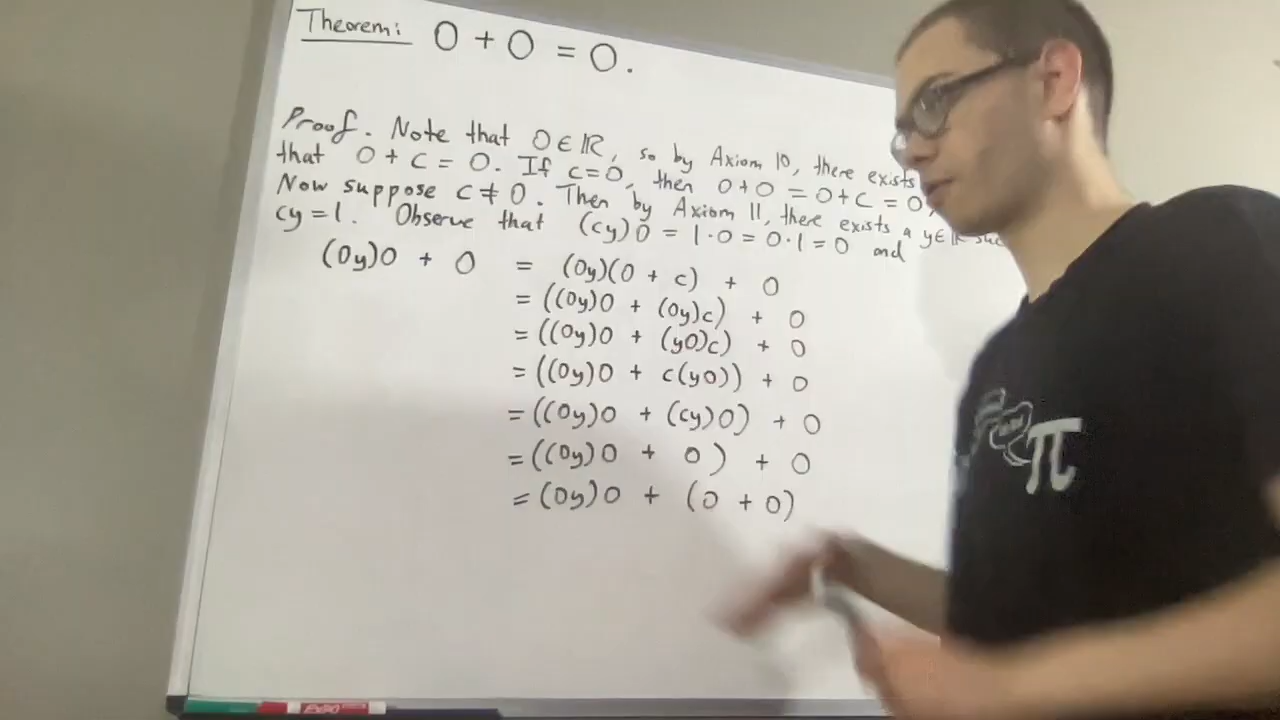 Theorem: 0 + 0 = 0.
Proof. Note that 0 ∈ ℝ, so by Axiom 10, there exists
that 0 + c = 0. If c = 0, then 0 + 0 = 0 + c = 0,
Now suppose c ≠ 0. Then by Axiom 11, there exists a y ∈ ℝ
cy = 1. Observe that (cy)0 = 1·0 = 0·1 = 0 and
(0y)0 + 0 = (0y)(0 + c) + 0
= ((0y)0 + (0y)c) + 0
= ((0y)0 + (y0)c) + 0
= ((0y)0 + c(y0)) + 0
= ((0y)0 + (cy)0) + 0
= ((0y)0 + 0) + 0
= (0y)0 + (0 + 0)
π
EXPO